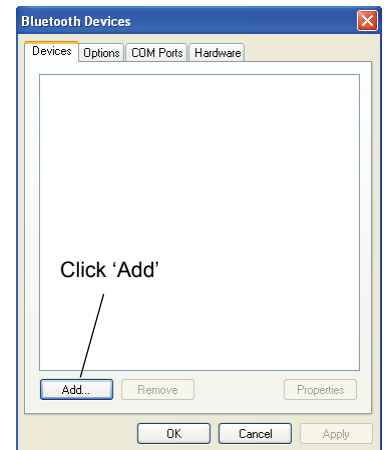 Bluetooth Devices
Devices Options COM Ports Hardware
Click ‘Add’
Add... Remove Properties
OK Cancel Apply